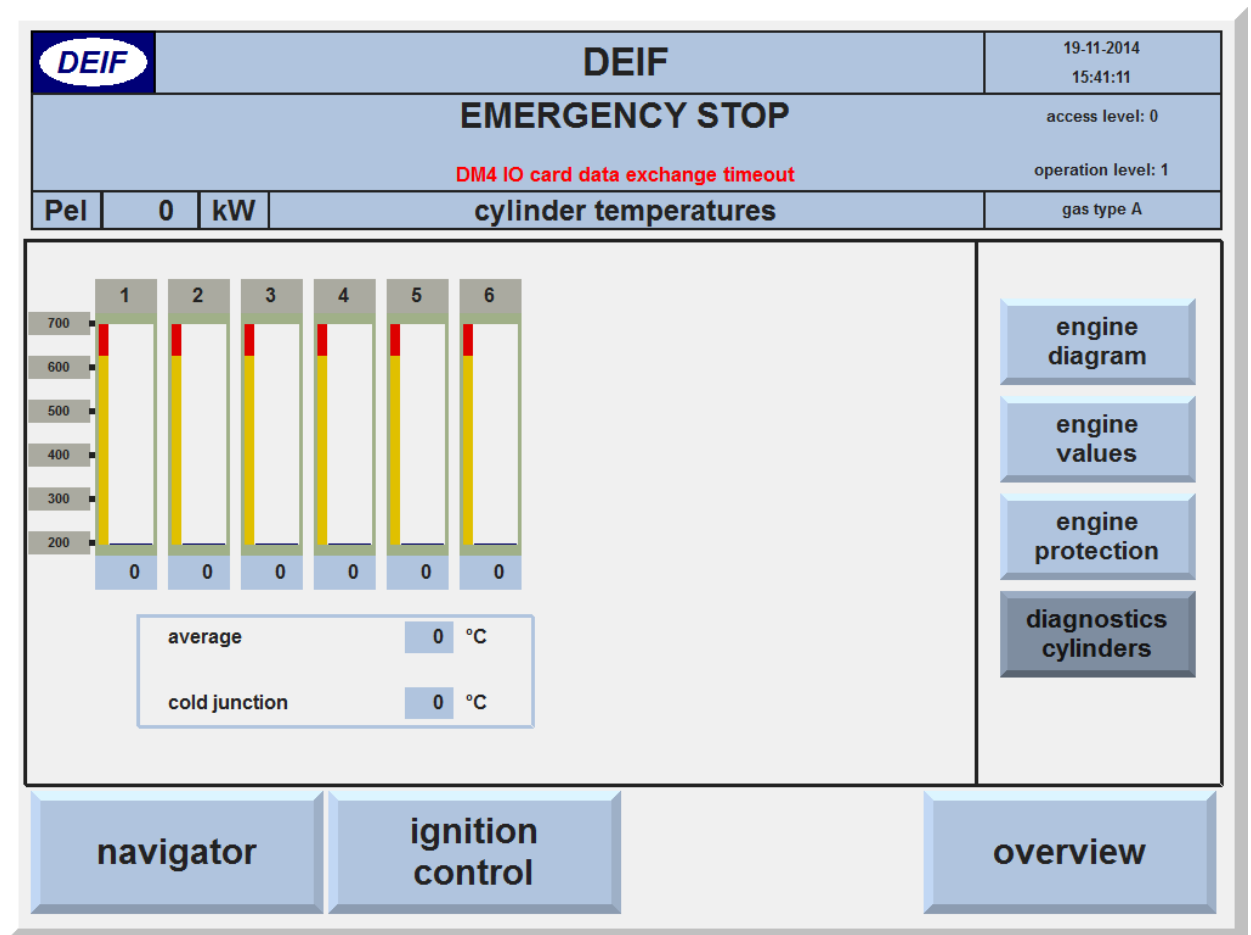 DEIF
DEIF
19-11-2014
15:41:11
EMERGENCY STOP
access level: 0
DM4 IO card data exchange timeout
operation level: 1
Pel 0 kW
cylinder temperatures
gas type A
1 2 3 4 5 6
700
600
500
400
300
200
0 0 0 0 0 0
average 0 °C
cold junction 0 °C
engine
diagram
engine
values
engine
protection
diagnostics
cylinders
navigator
ignition
control
overview